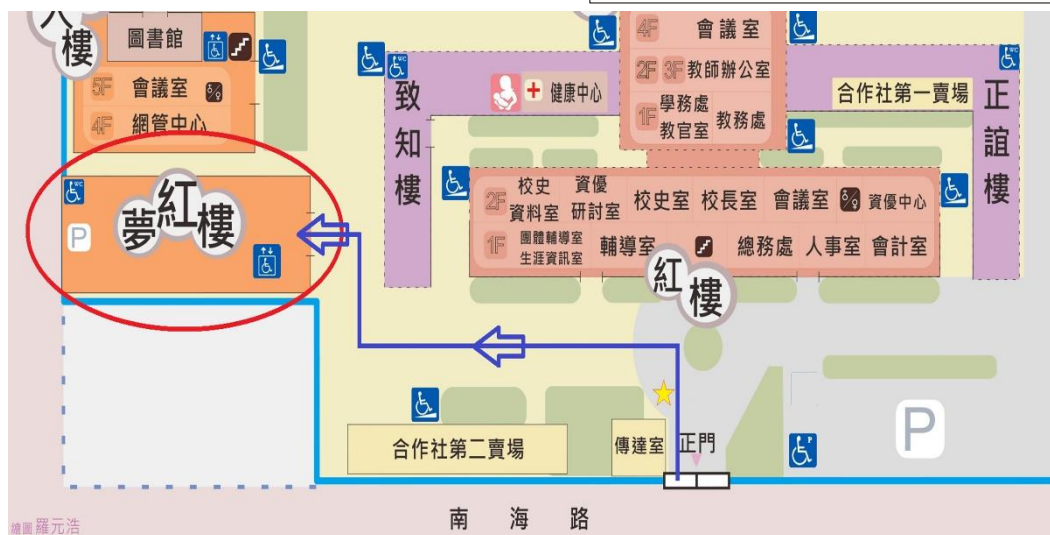 樓
圖書館
5F 會議室
4F 網管中心
夢紅樓
P
致知樓
健康中心
4F 會議室
2F 3F 教師辦公室
1F 學務處 教官室 教務處
合作社第一賣場
正誼樓
2F 校史資料室 資優研討室 校史室 校長室 會議室 資優中心
1F 團體輔導室 生涯資訊室 輔導室 總務處 人事室 會計室
紅樓
合作社第二賣場
傳達室
正門
P
南海路
繪圖 羅元浩